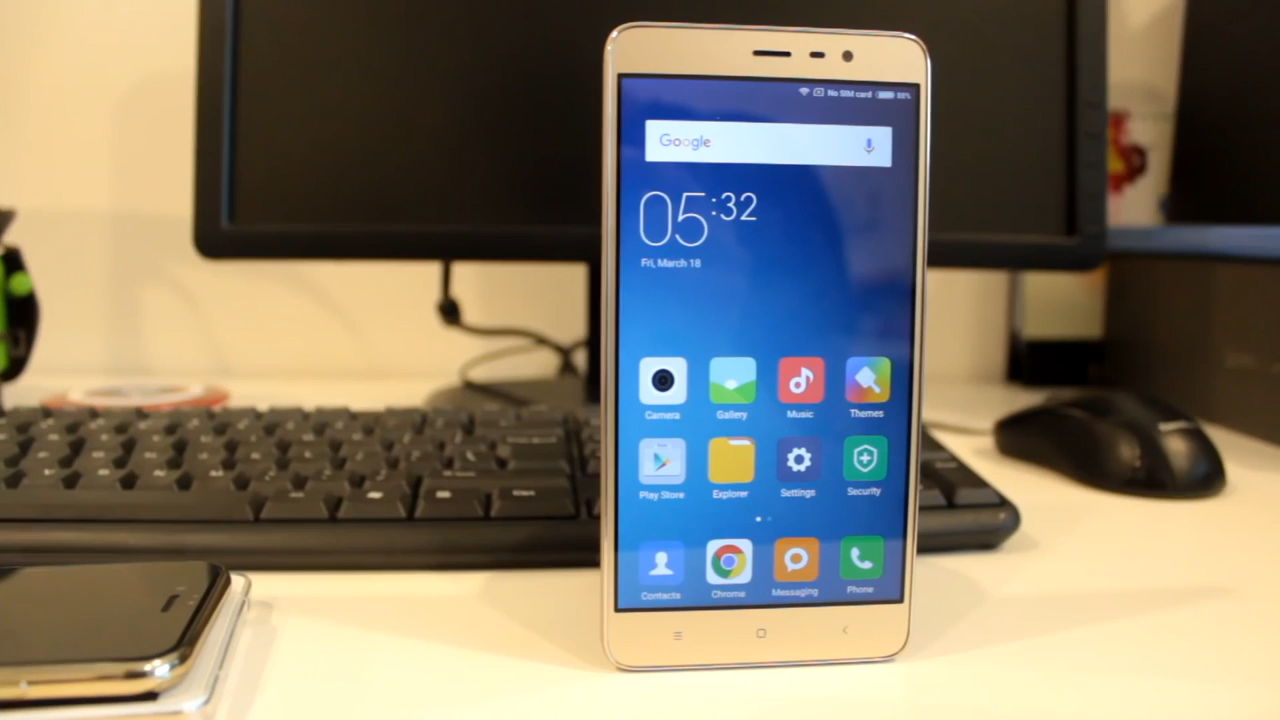 No SIM card 88%
Google
05:32
Fri, March 18
Camera Gallery Music Themes
Play Store Explorer Settings Security
Contacts Chrome Messaging Phone